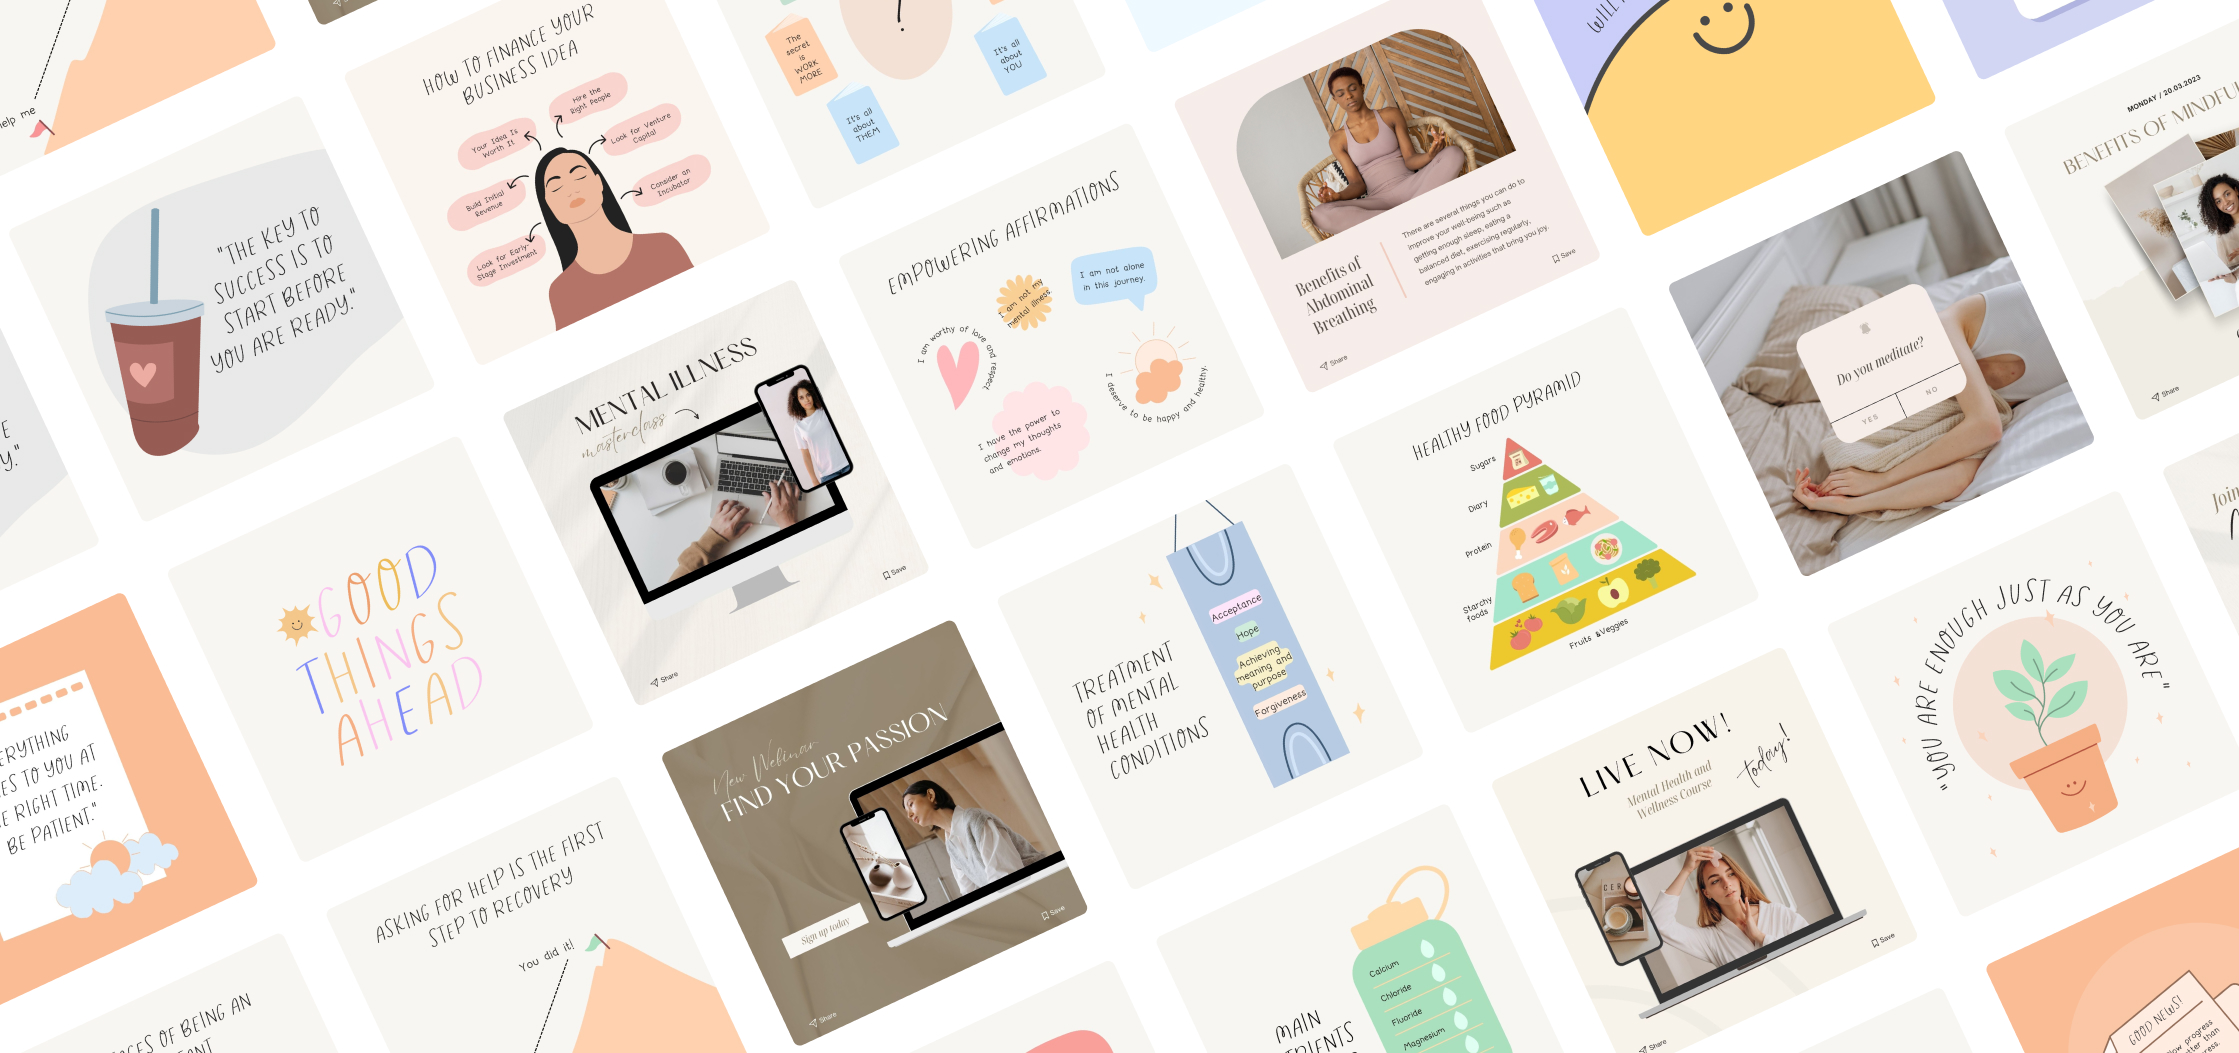 help me
HOW TO FINANCE YOUR
BUSINESS IDEA
Hire the
Right People
Your Idea Is
Worth It
Look for Venture
Capital
Build Initial
Revenue
Consider an
Incubator
Look for Early-
Stage Investment
The
secret
is
WORK
MORE
It's all
about
THEM
It's all
about
YOU
There are several things you can do to
improve your well-being such as
getting enough sleep, eating a
balanced diet, exercising regularly,
engaging in activities that bring you joy.
Benefits of
Abdominal
Breathing
Save
Share
WILL
MONDAY / 20.03.2023
BENEFITS OF MINDFUL
Share
"THE KEY TO
SUCCESS IS TO
START BEFORE
YOU ARE READY."
MENTAL ILLNESS
masterclass
Save
Share
EMPOWERING AFFIRMATIONS
I am not my
mental illness
I am not alone
in this journey.
I am worthy of love and respect
I deserve to be happy and healthy.
I have the power to
change my thoughts
and emotions.
HEALTHY FOOD PYRAMID
Sugars
Diary
Protein
Starchy
foods
Fruits &Veggies
Do you meditate?
YES
NO
Join
GOOD
THINGS
AHEAD
ERYTHING
ES TO YOU AT
E RIGHT TIME.
BE PATIENT."
New Webinar
FIND YOUR PASSION
Sign up today
Save
Share
TREATMENT
OF MENTAL
HEALTH
CONDITIONS
Acceptance
Hope
Achieving
meaning and
purpose
Forgiveness
LIVE NOW!
Mental Health and
Wellness Course
today!
Save
Share
"YOU ARE ENOUGH JUST AS YOU ARE"
ASKING FOR HELP IS THE FIRST
STEP TO RECOVERY
You did it!
OF BEING AN
MAIN
TRIENTS
Calcium
Chloride
Fluoride
Magnesium
GOOD NEWS!
progress